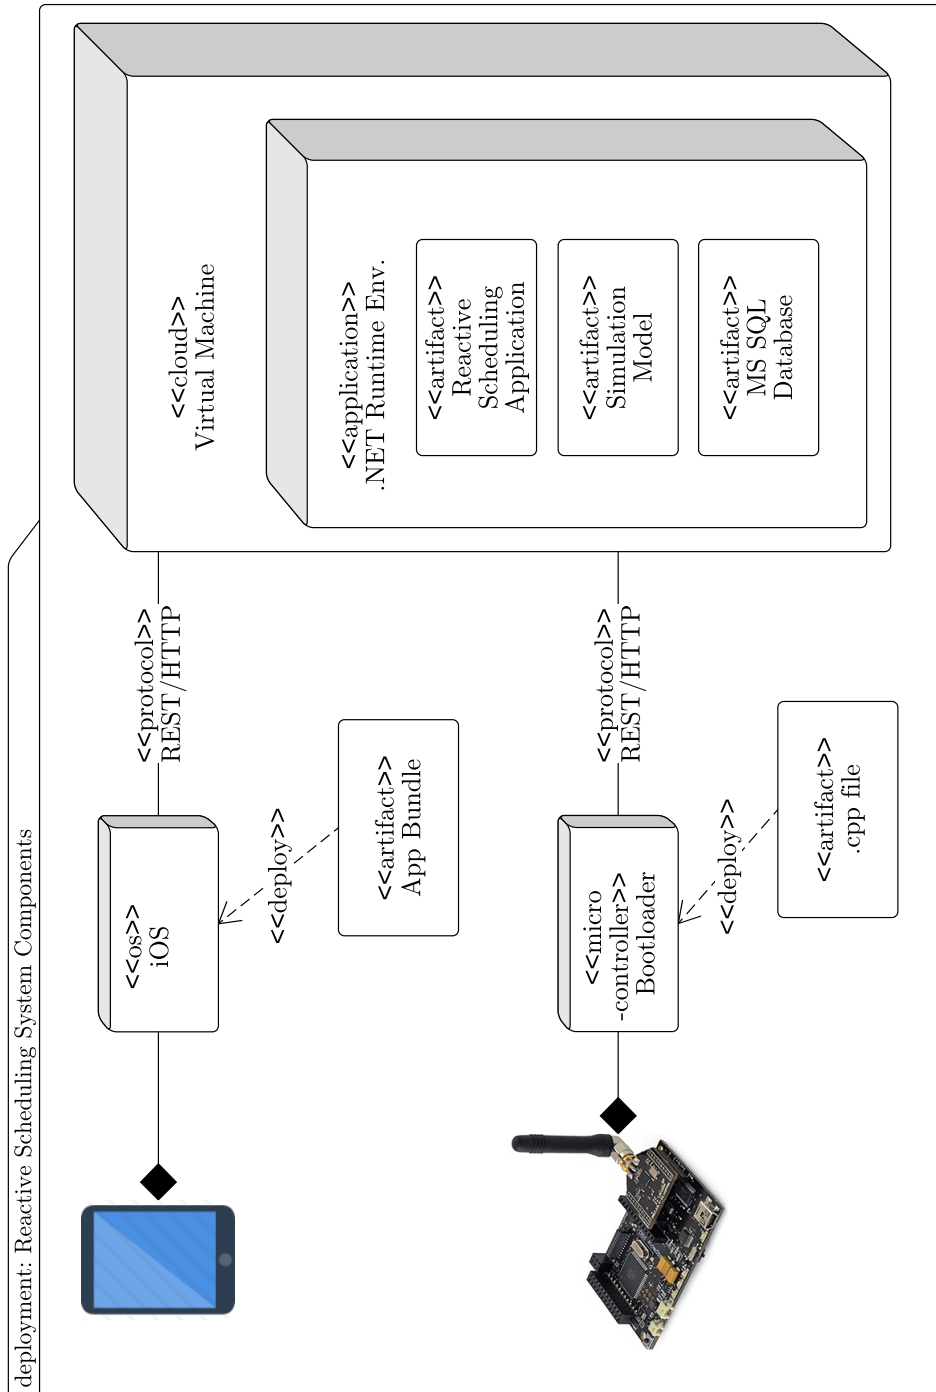 deployment: Reactive Scheduling System Components
<<os>>
iOS
<<protocol>>
REST/HTTP
<<cloud>>
Virtual Machine
<<deploy>>
<<artifact>>
App Bundle
<<application>>
.NET Runtime Env.
<<artifact>>
Reactive
Scheduling
Application
<<artifact>>
Simulation
Model
<<artifact>>
MS SQL
Database
<<micro
-controller>>
Bootloader
<<protocol>>
REST/HTTP
<<deploy>>
<<artifact>>
.cpp file